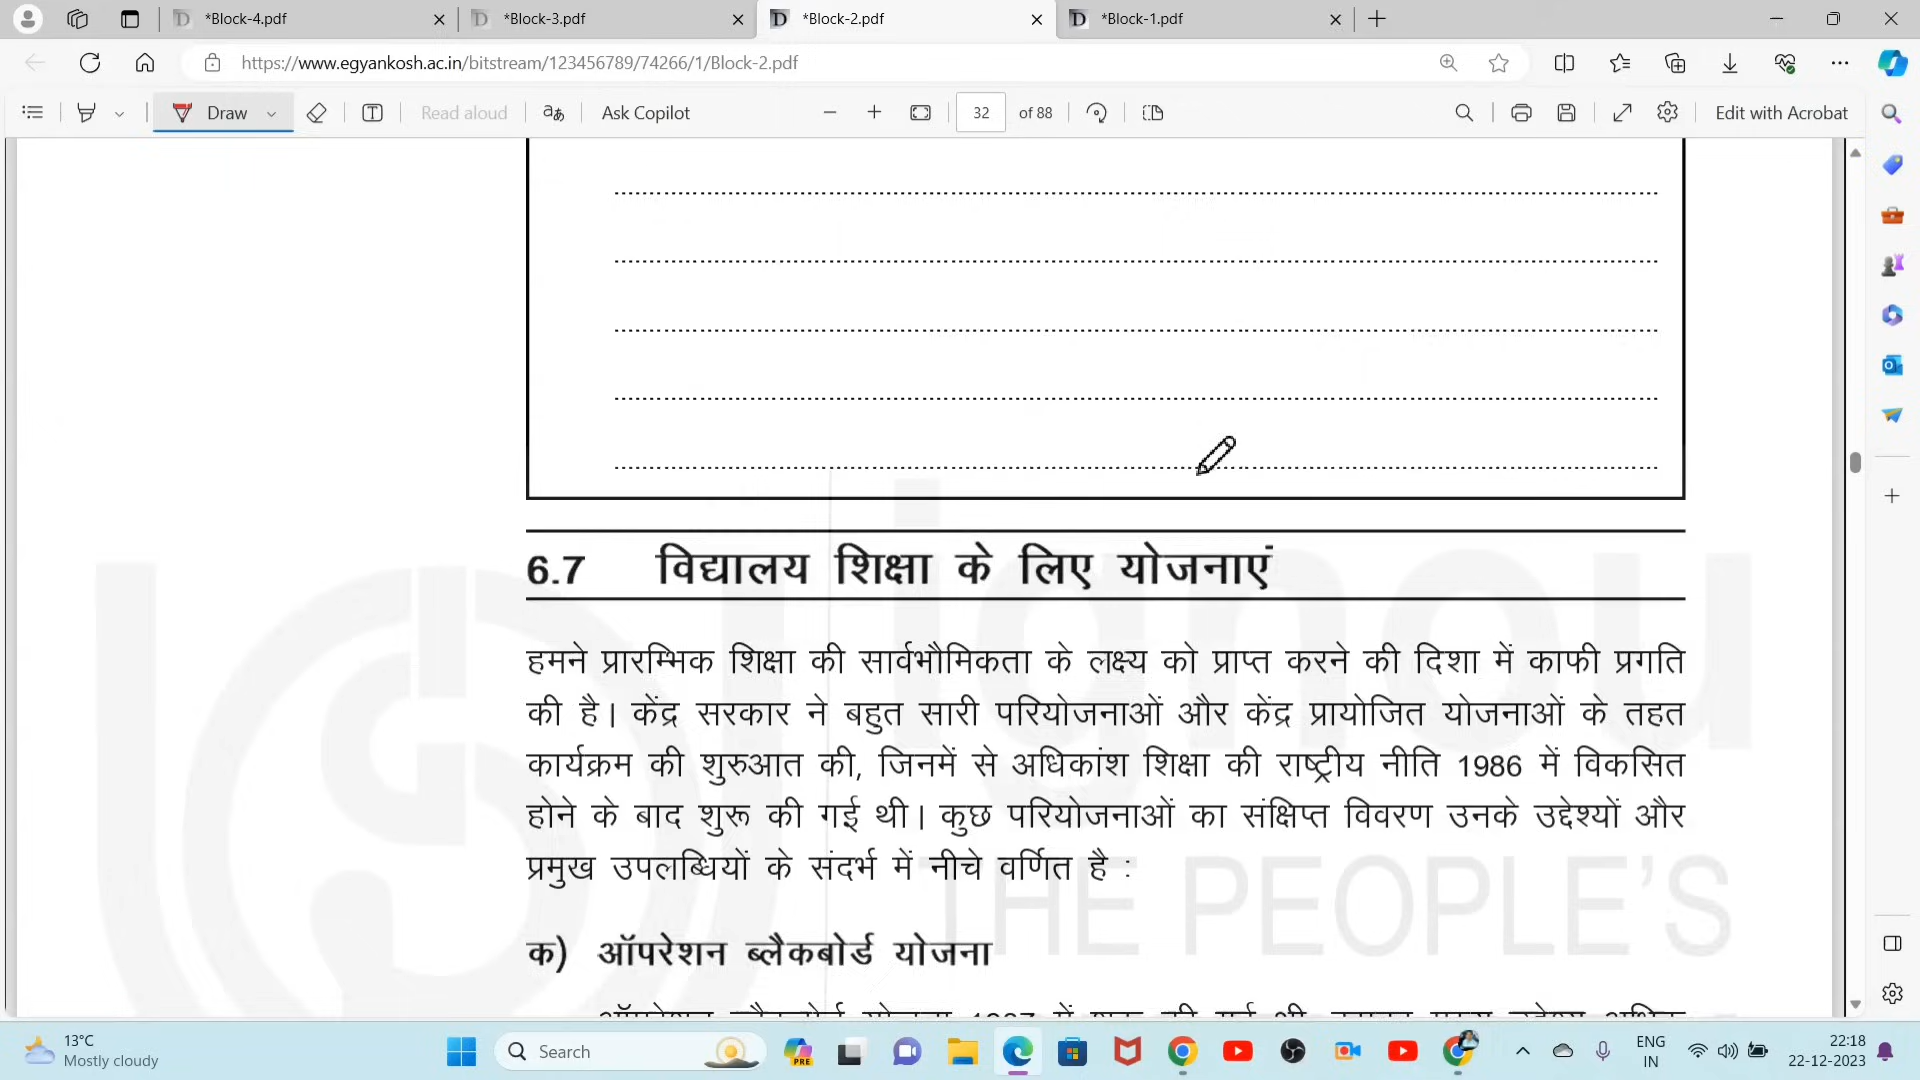 *Block-4.pdf
*Block-3.pdf
*Block-2.pdf
*Block-1.pdf
https://www.egyankosh.ac.in/bitstream/123456789/74266/1/Block-2.pdf
Draw
Read aloud
aあ
Ask Copilot
32 of 88
Edit with Acrobat
6.7 विद्यालय शिक्षा के लिए योजनाएं
हमने प्रारम्भिक शिक्षा की सार्वभौमिकता के लक्ष्य को प्राप्त करने की दिशा में काफी प्रगति
की है। केंद्र सरकार ने बहुत सारी परियोजनाओं और केंद्र प्रायोजित योजनाओं के तहत
कार्यक्रम की शुरुआत की, जिनमें से अधिकांश शिक्षा की राष्ट्रीय नीति 1986 में विकसित
होने के बाद शुरू की गई थी। कुछ परियोजनाओं का संक्षिप्त विवरण उनके उद्देश्यों और
प्रमुख उपलब्धियों के संदर्भ में नीचे वर्णित है :
क) ऑपरेशन ब्लैकबोर्ड योजना
ignou
THE PEOPLE'S
13°C
Mostly cloudy
Search
PRE
ENG
IN
22:18
22-12-2023